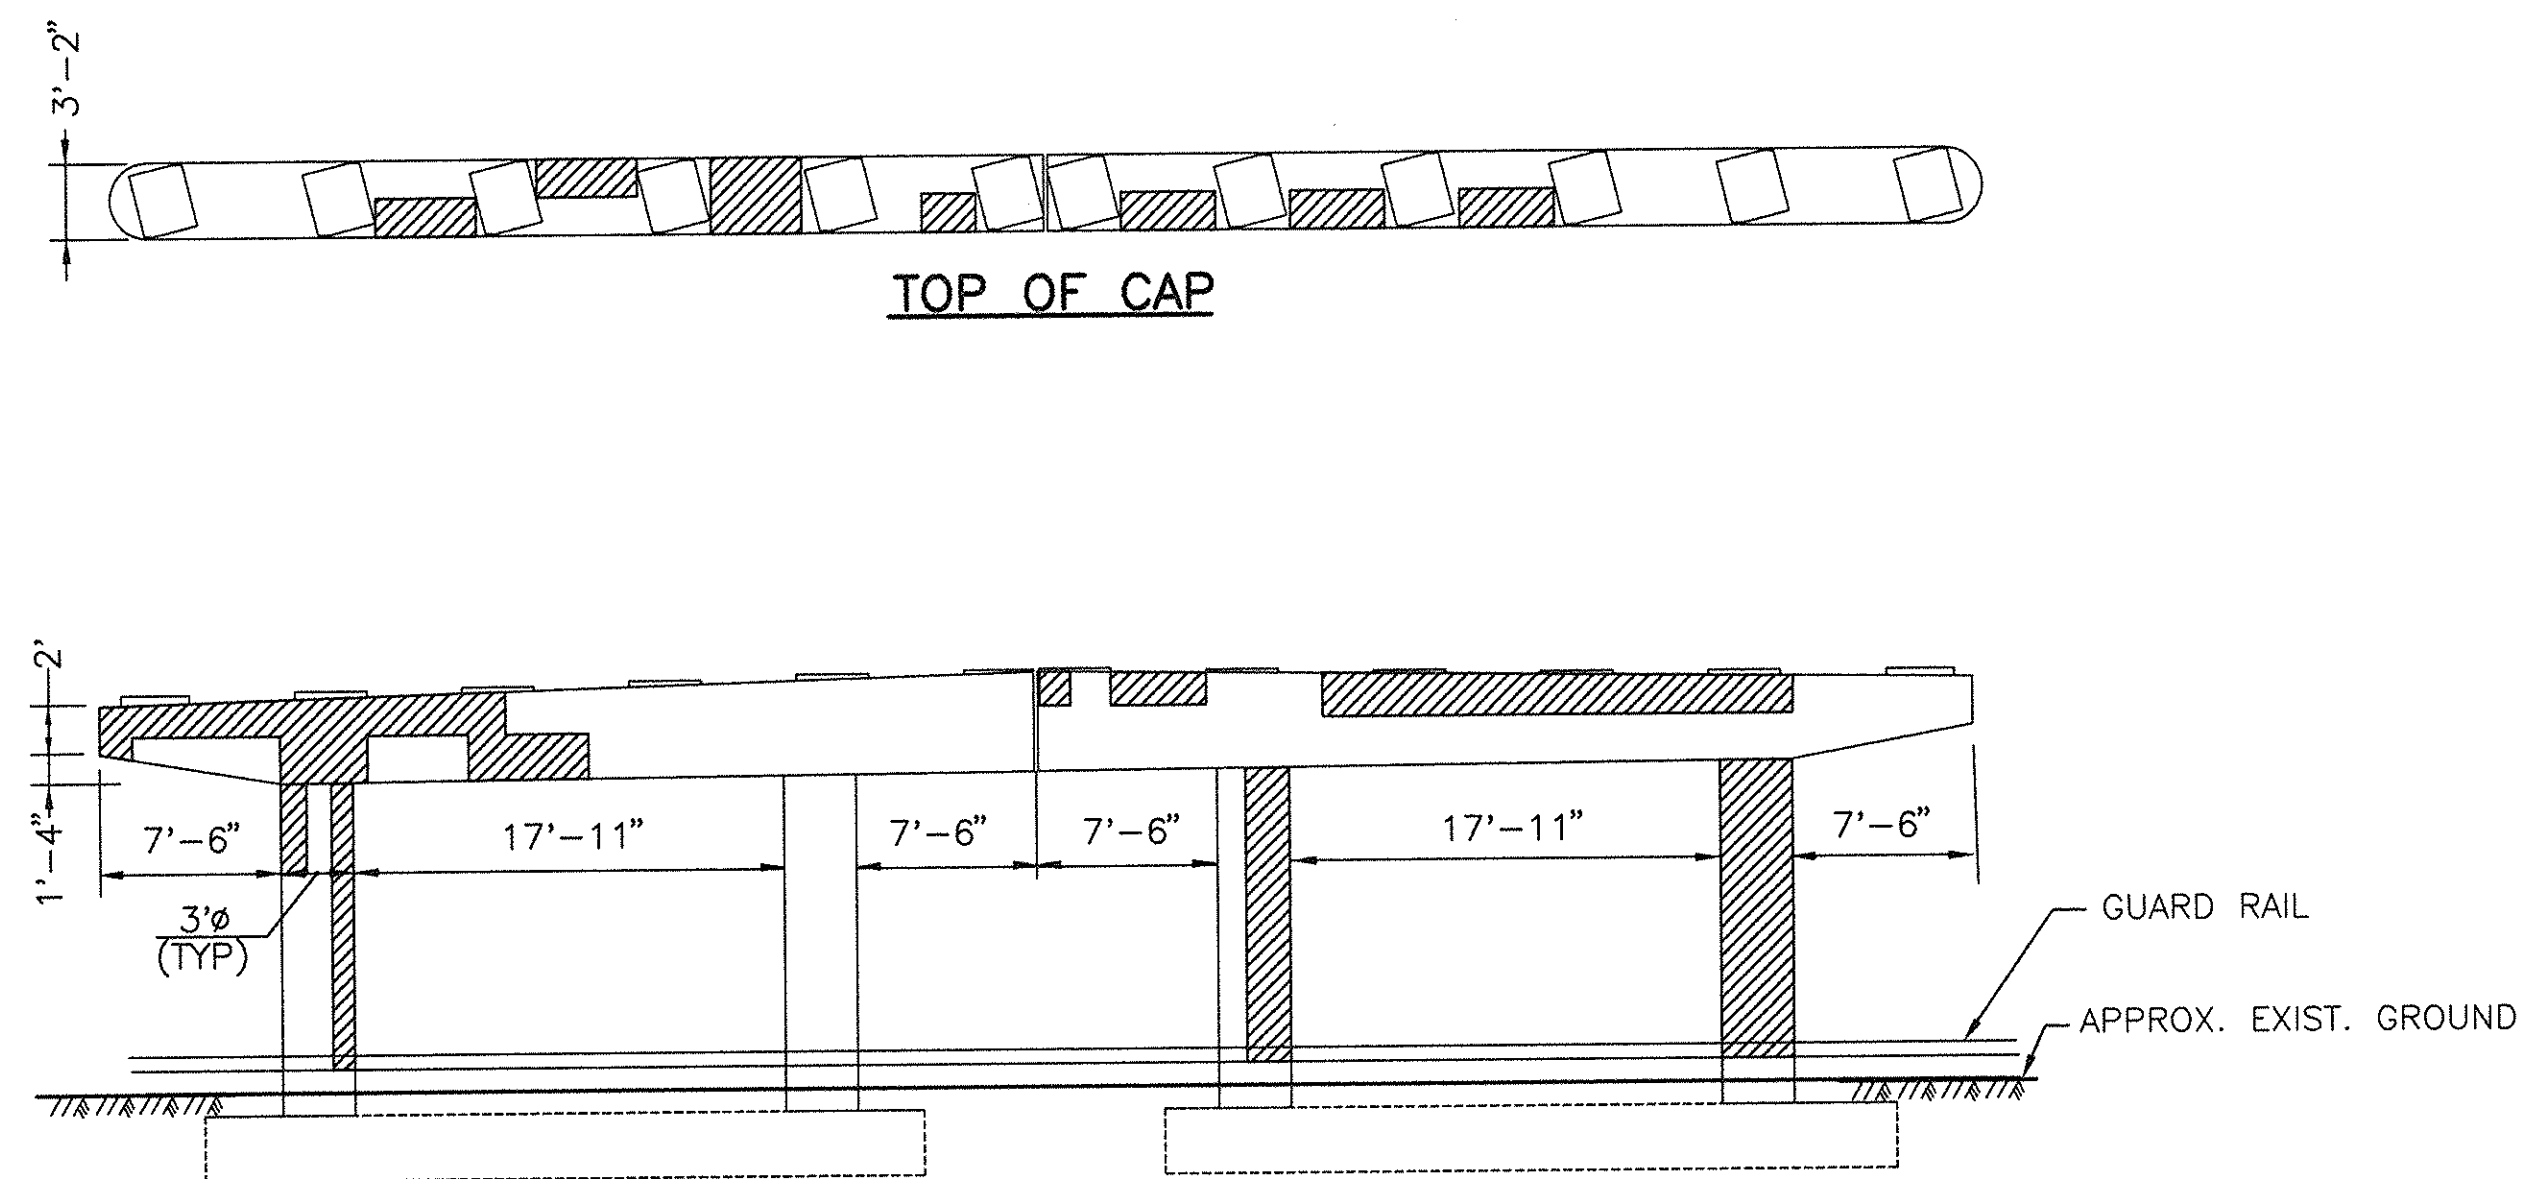 3'-2"
TOP OF CAP
2'
1'-4"
7'-6"
17'-11"
7'-6"
7'-6"
17'-11"
7'-6"
3'ø
(TYP)
GUARD RAIL
APPROX. EXIST. GROUND